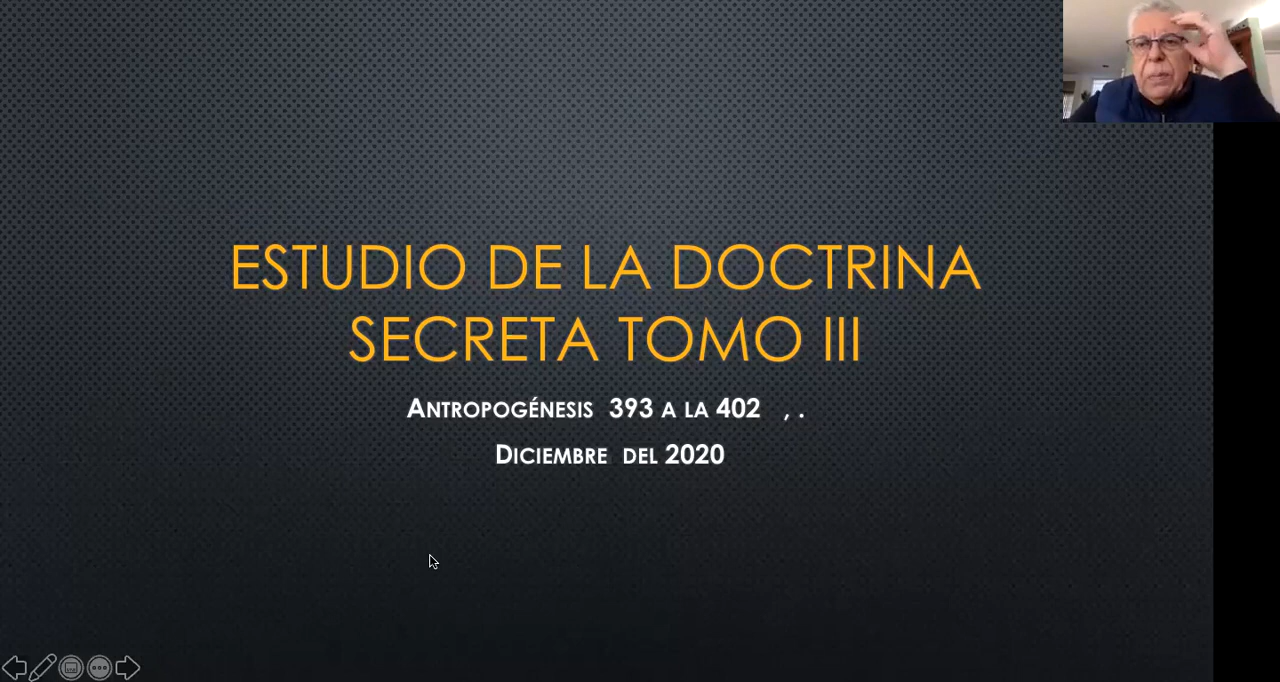 ESTUDIO DE LA DOCTRINA
SECRETA TOMO III
ANTROPOGÉNESIS 393 A LA 402 , .
DICIEMBRE DEL 2020